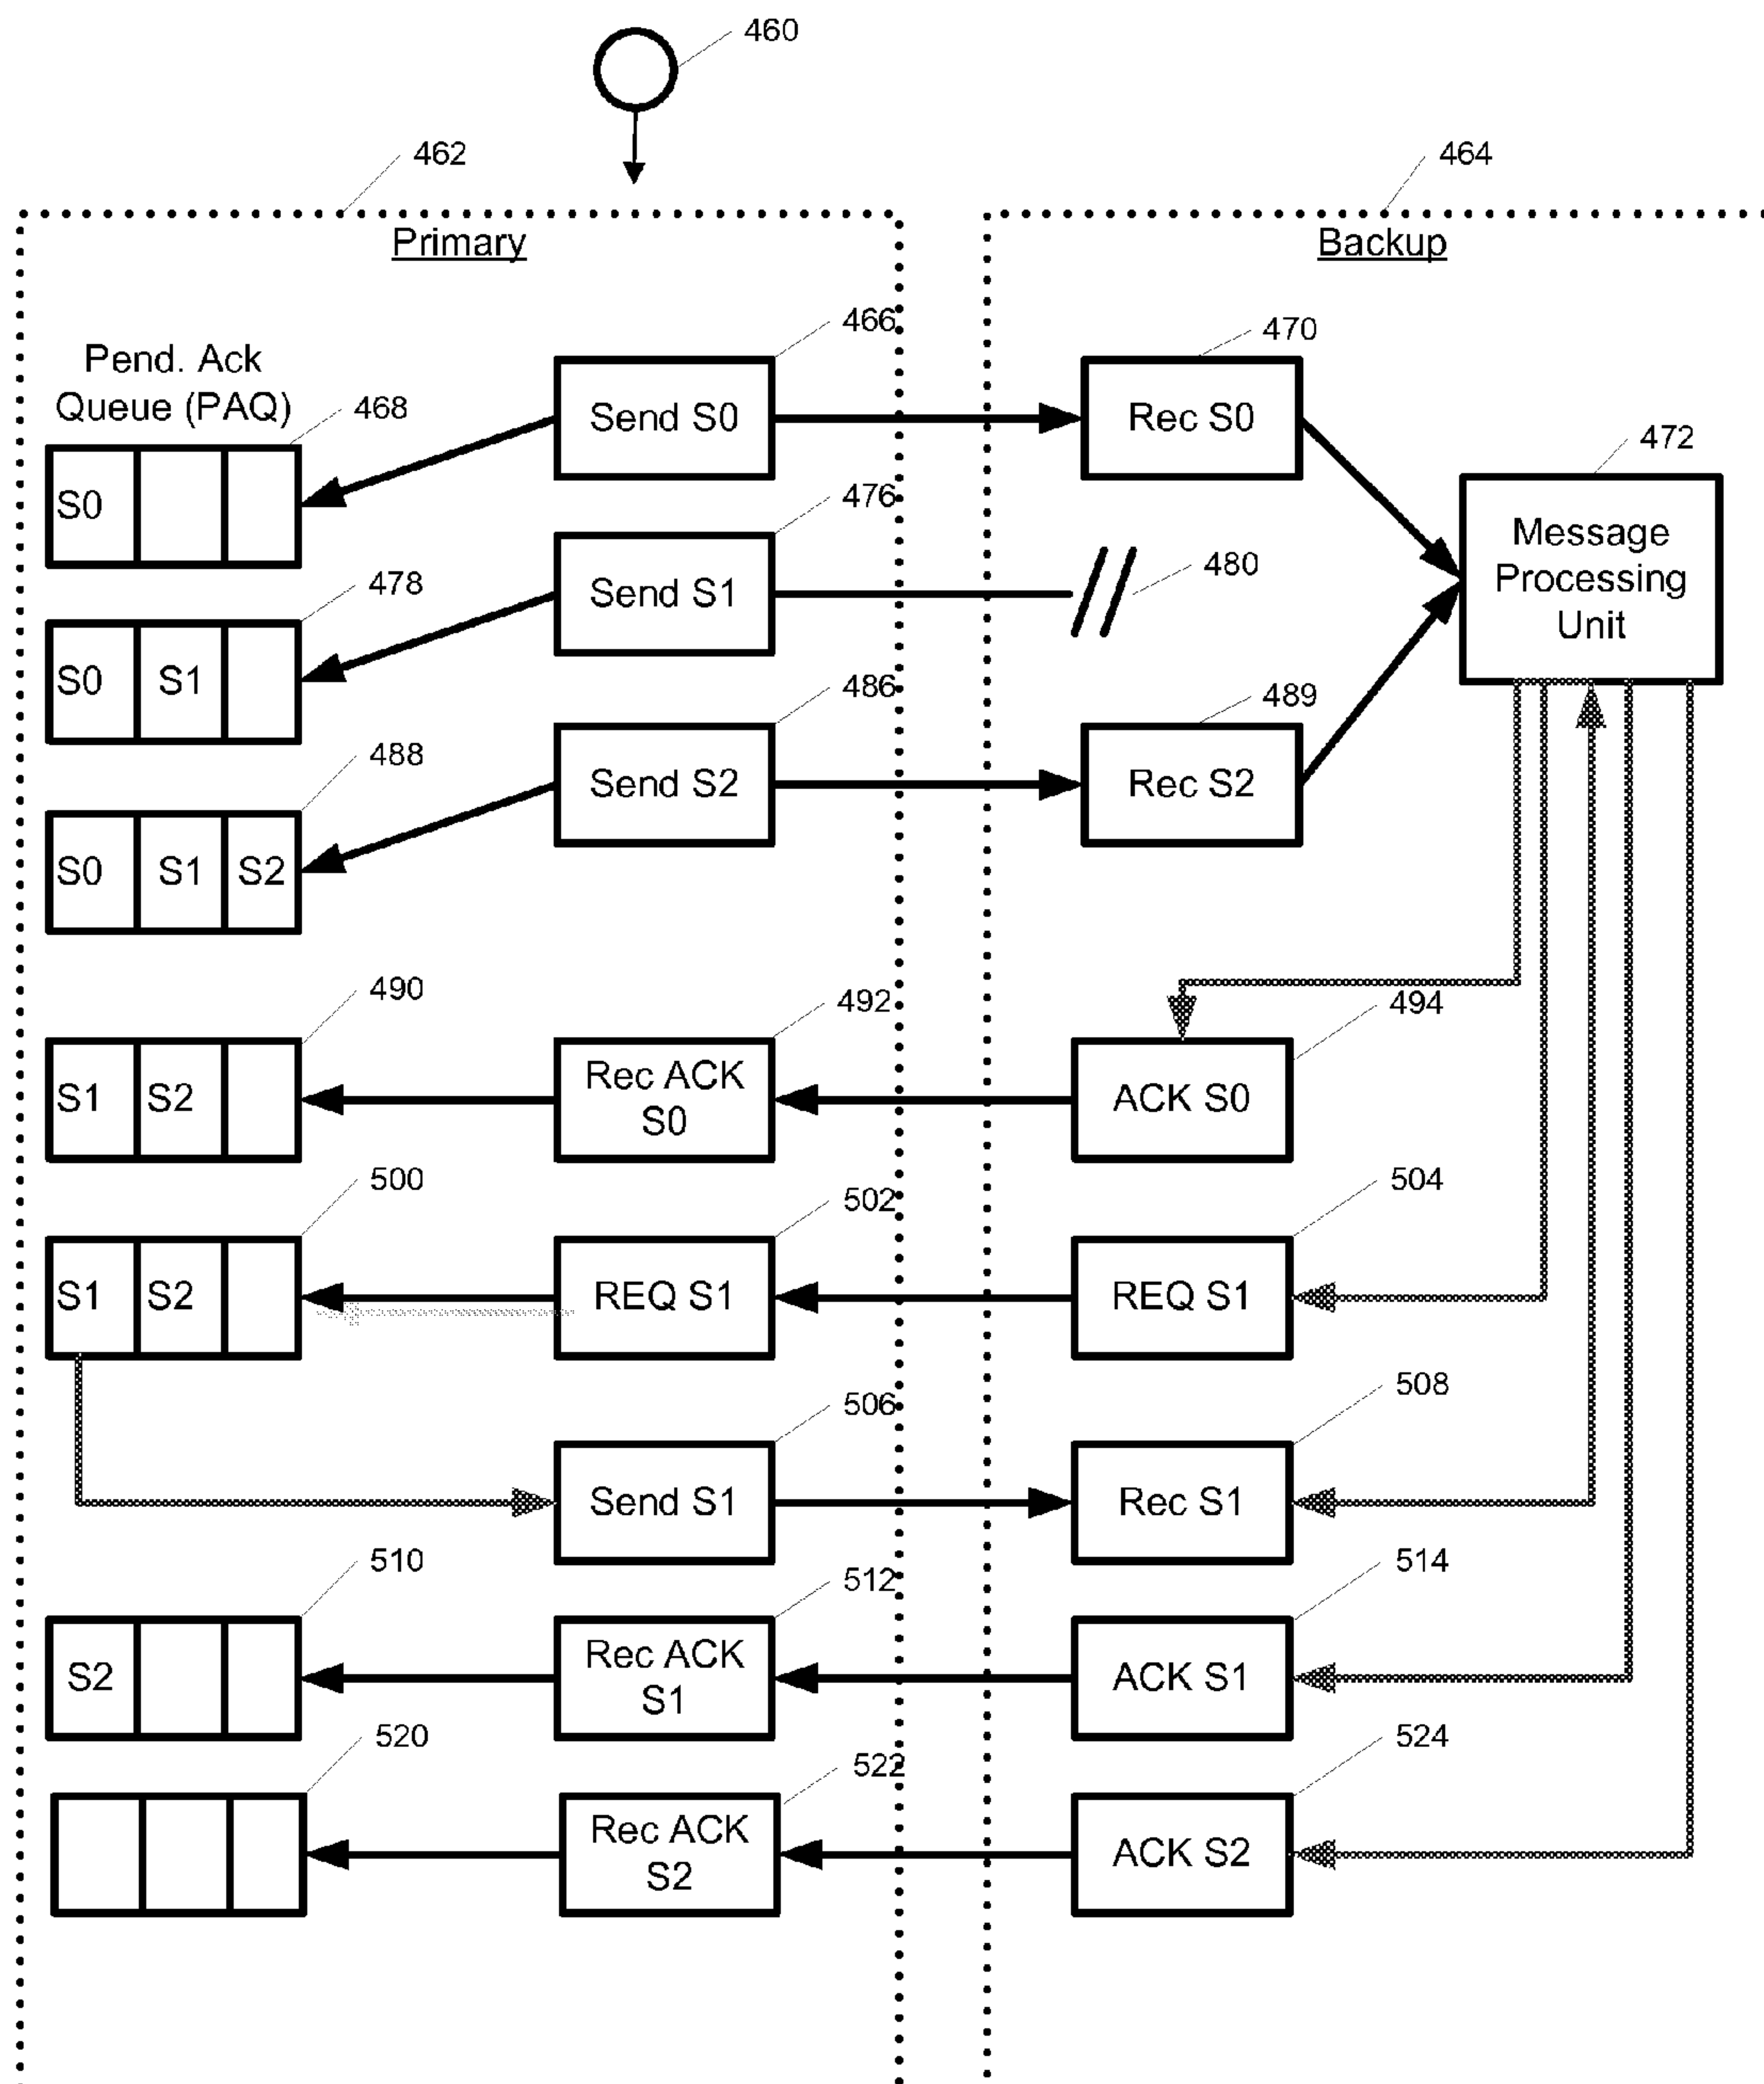 460
462
464
Primary
Backup
466
470
Pend. Ack
Queue (PAQ)
468
Send S0
Rec S0
472
S0
476
Message
Processing
Unit
478
Send S1
480
S0 S1
486
489
488
Send S2
Rec S2
S0 S1 S2
490
492
494
S1 S2
Rec ACK
S0
ACK S0
500
502
504
S1 S2
REQ S1
REQ S1
506
508
Send S1
Rec S1
510
512
514
S2
Rec ACK
S1
ACK S1
520
522
524
Rec ACK
S2
ACK S2